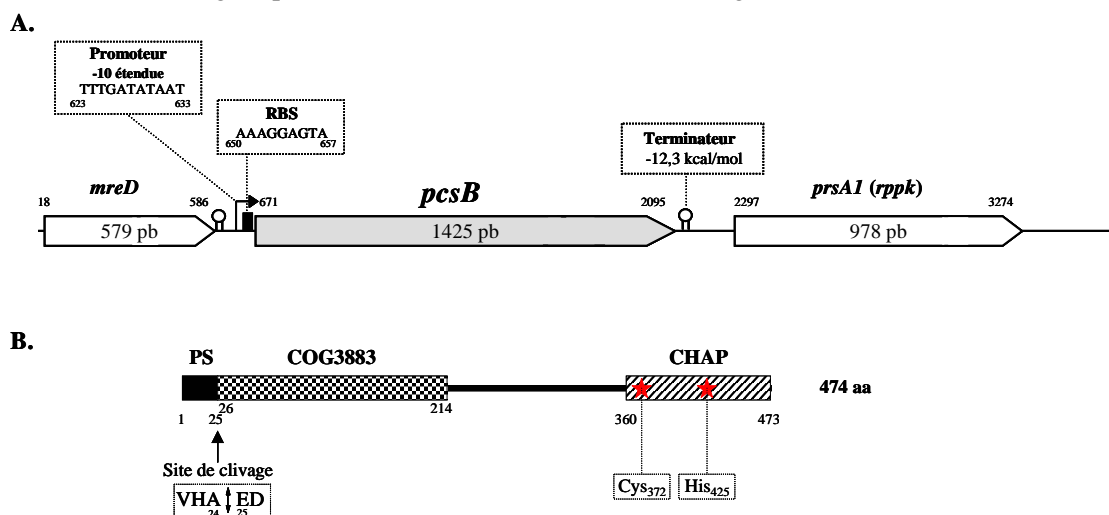 A.
Promoteur
-10 étendue
TTTGATATAAT
623 633
RBS
AAAGGAGTA
650 657
Terminateur
-12,3 kcal/mol
mreD
pcsB
prsA1 (rppk)
18 586 671 2095 2297 3274
579 pb 1425 pb 978 pb
B.
PS COG3883 CHAP
474 aa
1 25 26 214 360 473
Site de clivage
VHA ED
24 25
Cys372 His425